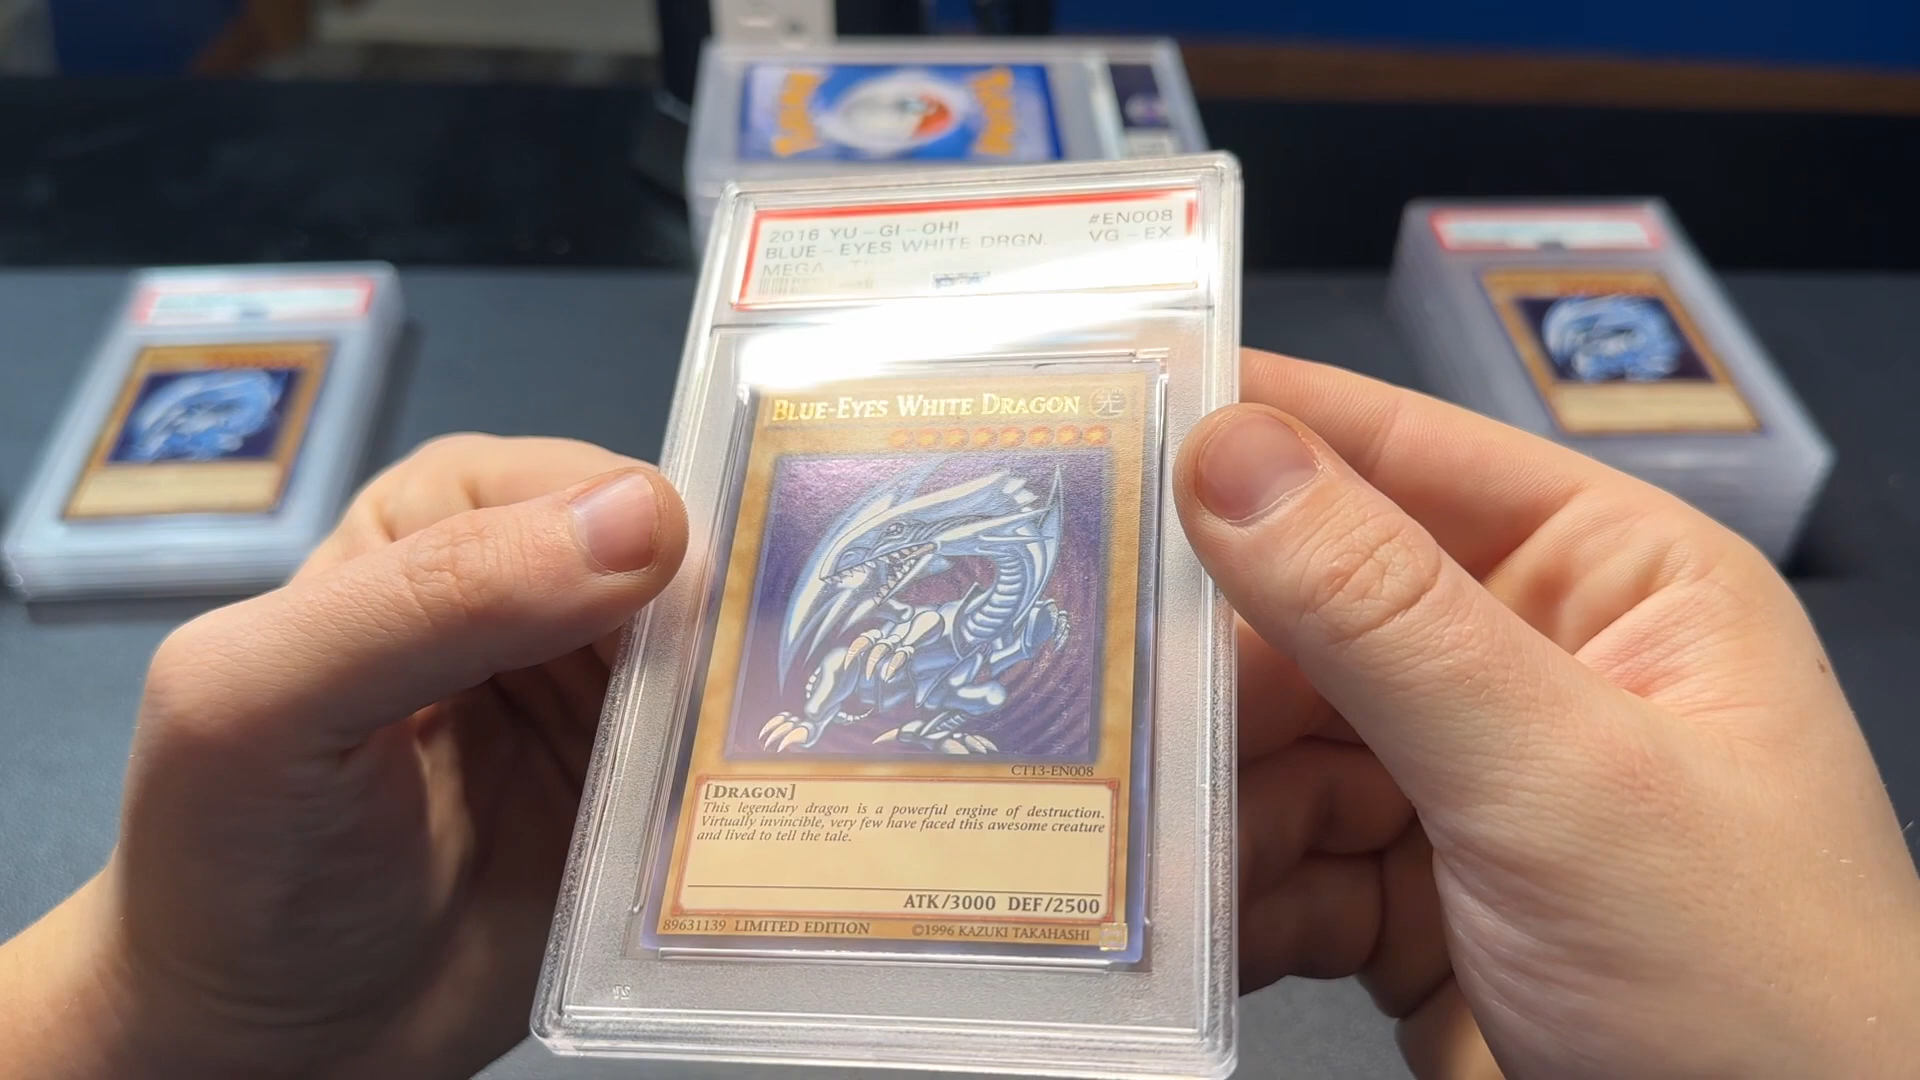 2016 YU-GI-OH! #EN008
BLUE-EYES WHITE DRGN. VG-EX
MEGA
BLUE-EYES WHITE DRAGON 光
CT13-EN008
[DRAGON]
This legendary dragon is a powerful engine of destruction.
Virtually invincible, very few have faced this awesome creature
and lived to tell the tale.
ATK/3000 DEF/2500
89631139 LIMITED EDITION ©1996 KAZUKI TAKAHASHI